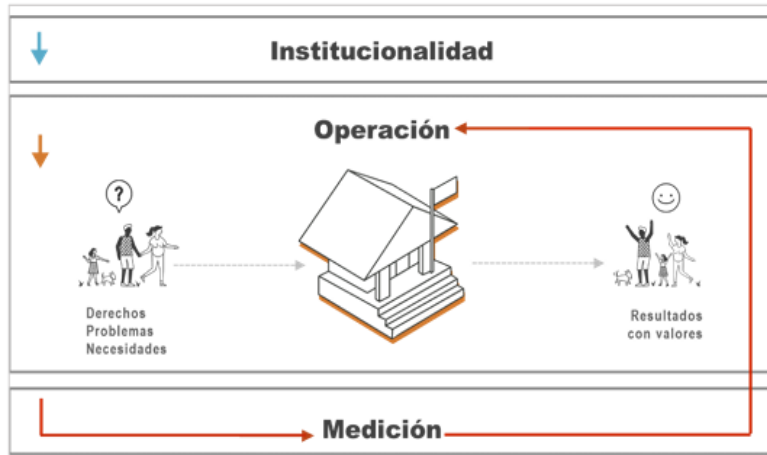 Institucionalidad
Operación
?
Derechos
Problemas
Necesidades
Resultados
con valores
Medición